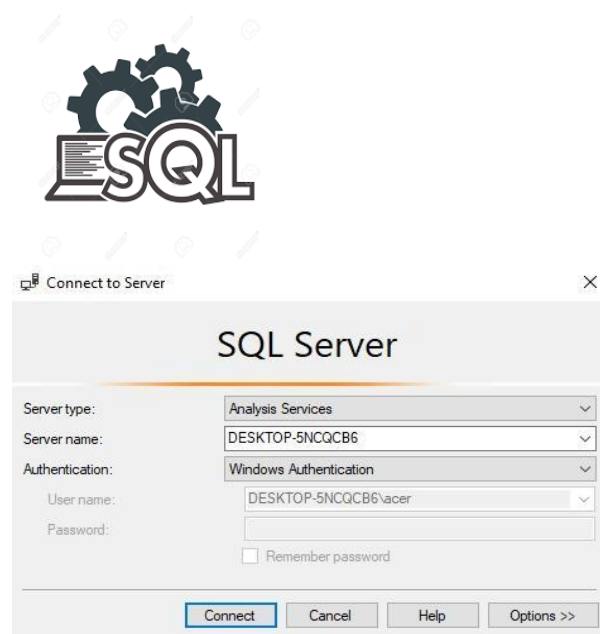 SQL
Connect to Server
SQL Server
Server type: Analysis Services
Server name: DESKTOP-5NCQCB6
Authentication: Windows Authentication
User name: DESKTOP-5NCQCB6\acer
Password:
Remember password
Connect Cancel Help Options >>